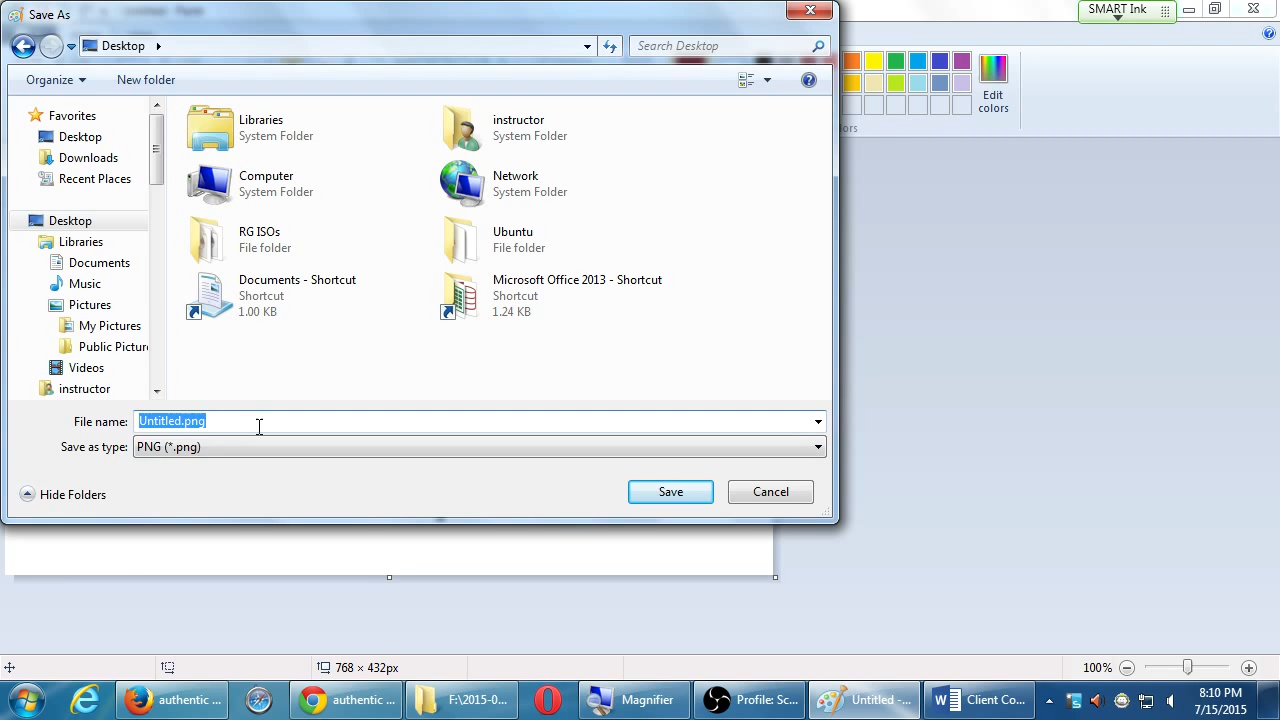 Save As
SMART Ink
Desktop
Search Desktop
Organize
New folder
Edit
colors
Favorites
Desktop
Downloads
Recent Places
Desktop
Libraries
Documents
Music
Pictures
My Pictures
Public Pictur
Videos
instructor
Libraries
System Folder
instructor
System Folder
Computer
System Folder
Network
System Folder
RG ISOs
File folder
Ubuntu
File folder
Documents - Shortcut
Shortcut
1.00 KB
Microsoft Office 2013 - Shortcut
Shortcut
1.24 KB
File name: Untitled.png
Save as type: PNG (*.png)
Hide Folders
Save
Cancel
768 × 432px
100%
authentic ...
authentic ...
F:\2015-0...
Magnifier
Profile: Sc...
Untitled -...
Client Co...
8:10 PM
7/15/2015